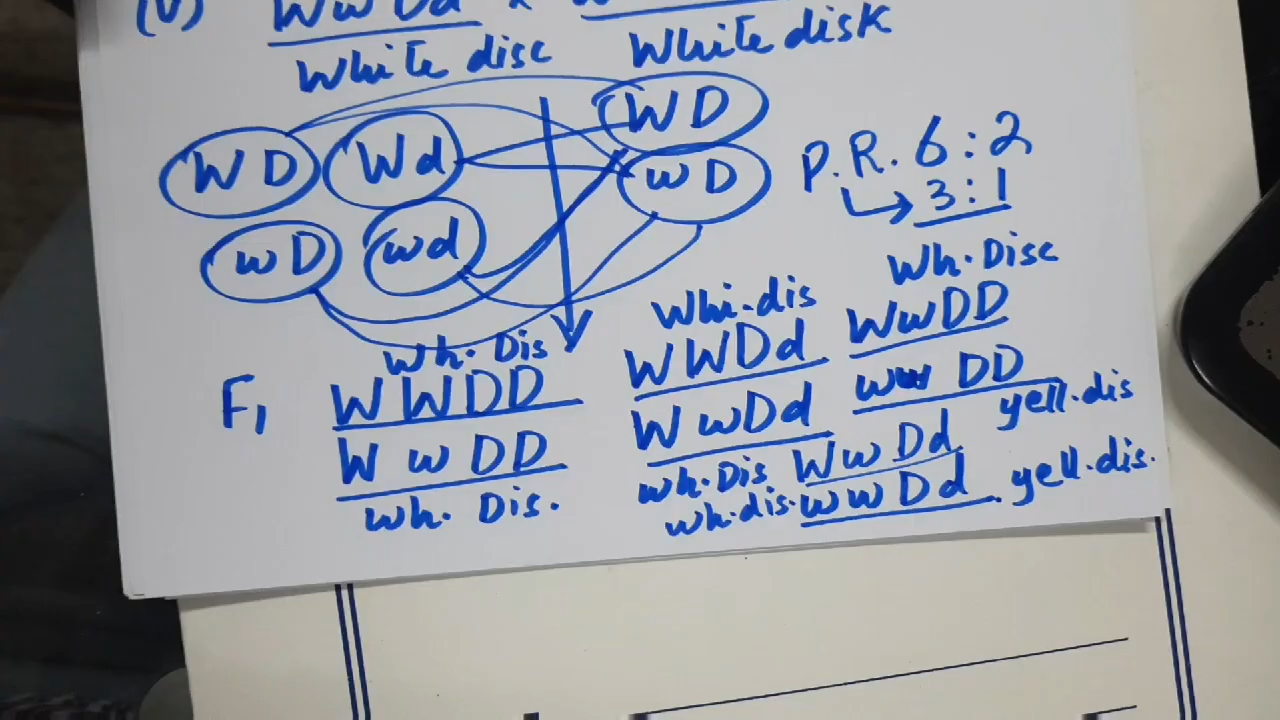 (V) WwDd x
White disc White disk
WD Wd WD
wD wd wD
P.R. 6:2
3:1
Wh. Dis Whi.dis Wh.Disc
F1 WWDD WWDd WwDD
WwDD WwDd ww DD yell.dis
wh. Dis. wh.Dis WwDd
wh.dis. wwDd yell.dis.